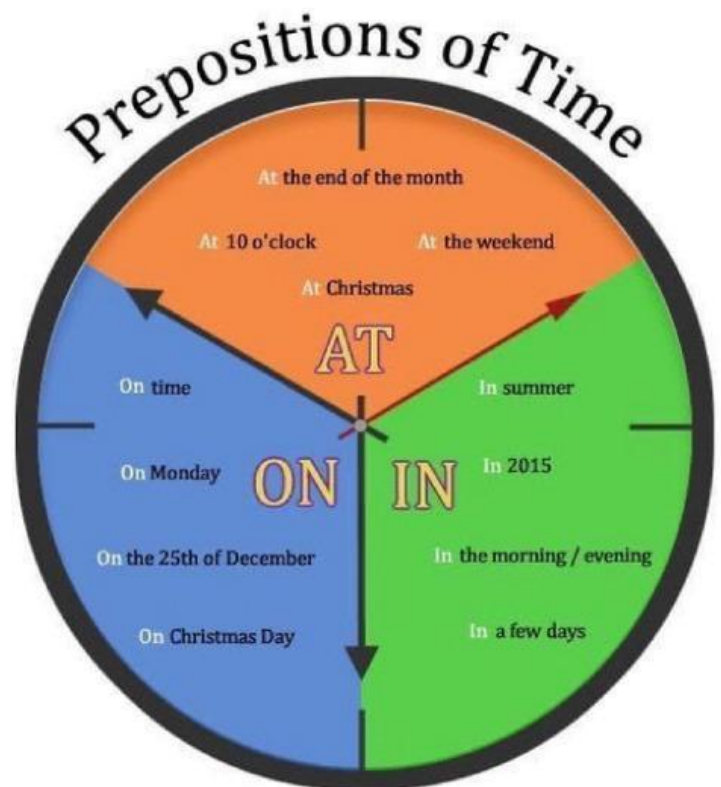 Prepositions of Time
At the end of the month
At 10 o'clock
At the weekend
At Christmas
AT
On time
On Monday
On the 25th of December
On Christmas Day
ON
In summer
In 2015
In the morning / evening
In a few days
IN